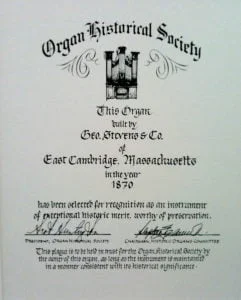 Organ Historical Society
This Organ
built by
Geo. Stevens & Co.
of
East Cambridge, Massachusetts
in the year
1870
has been selected for recognition as an instrument
of exceptional historic merit, worthy of preservation.
President, Organ Historical Society Chairman, Historic Organs Committee
This plaque is to be held in trust for the Organ Historical Society by
the owner of this organ, as long as the instrument is maintained
in a manner consistent with its historical significance